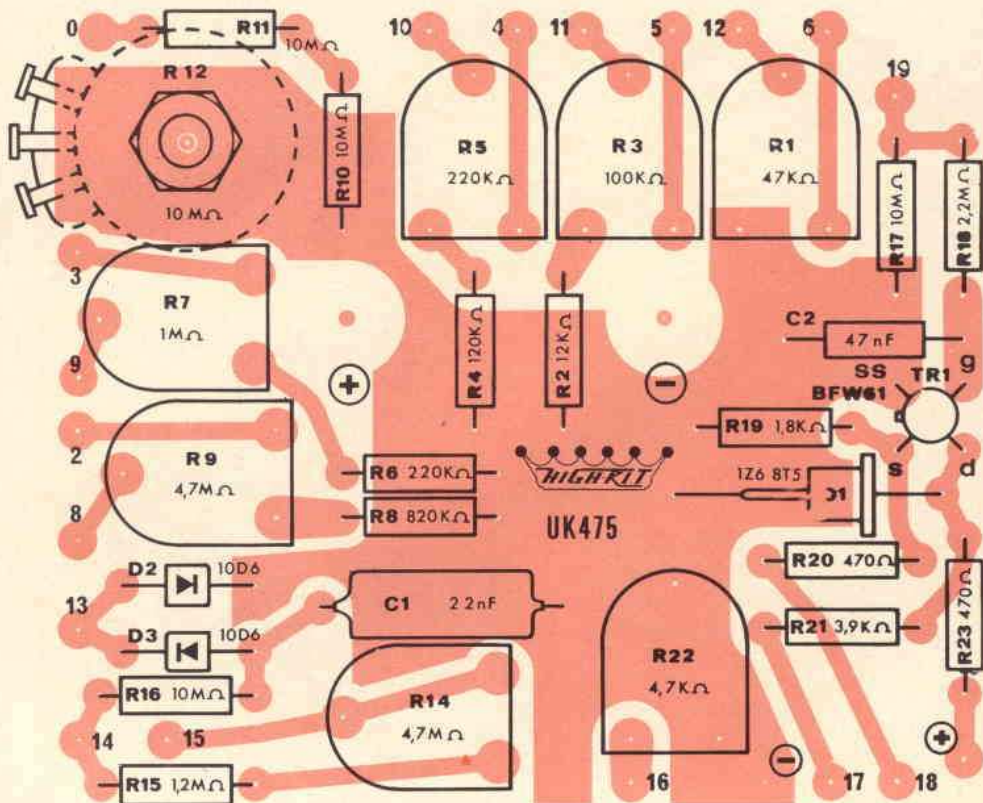 0
R11
10MΩ
R12
10MΩ
R10 10MΩ
10
4
11
5
12
6
19
R5
220KΩ
R3
100KΩ
R1
47KΩ
R17 10MΩ
R18 2,2MΩ
3
R7
1MΩ
9
+
R4 120KΩ
R2 12KΩ
−
C2
47nF
SS
TR1
g
BFW61
R19 1,8KΩ
s
d
2
R9
4,7MΩ
8
R6 220KΩ
R8 820KΩ
HIGH KIT
UK475
1Z6 8T5
D1
R20 470Ω
R21 3,9KΩ
R23 470Ω
D2
10D6
13
D3
10D6
C1 2.2nF
R16 10MΩ
14
15
R15 1,2MΩ
R14
4,7MΩ
R22
4,7KΩ
16
−
17
18
+